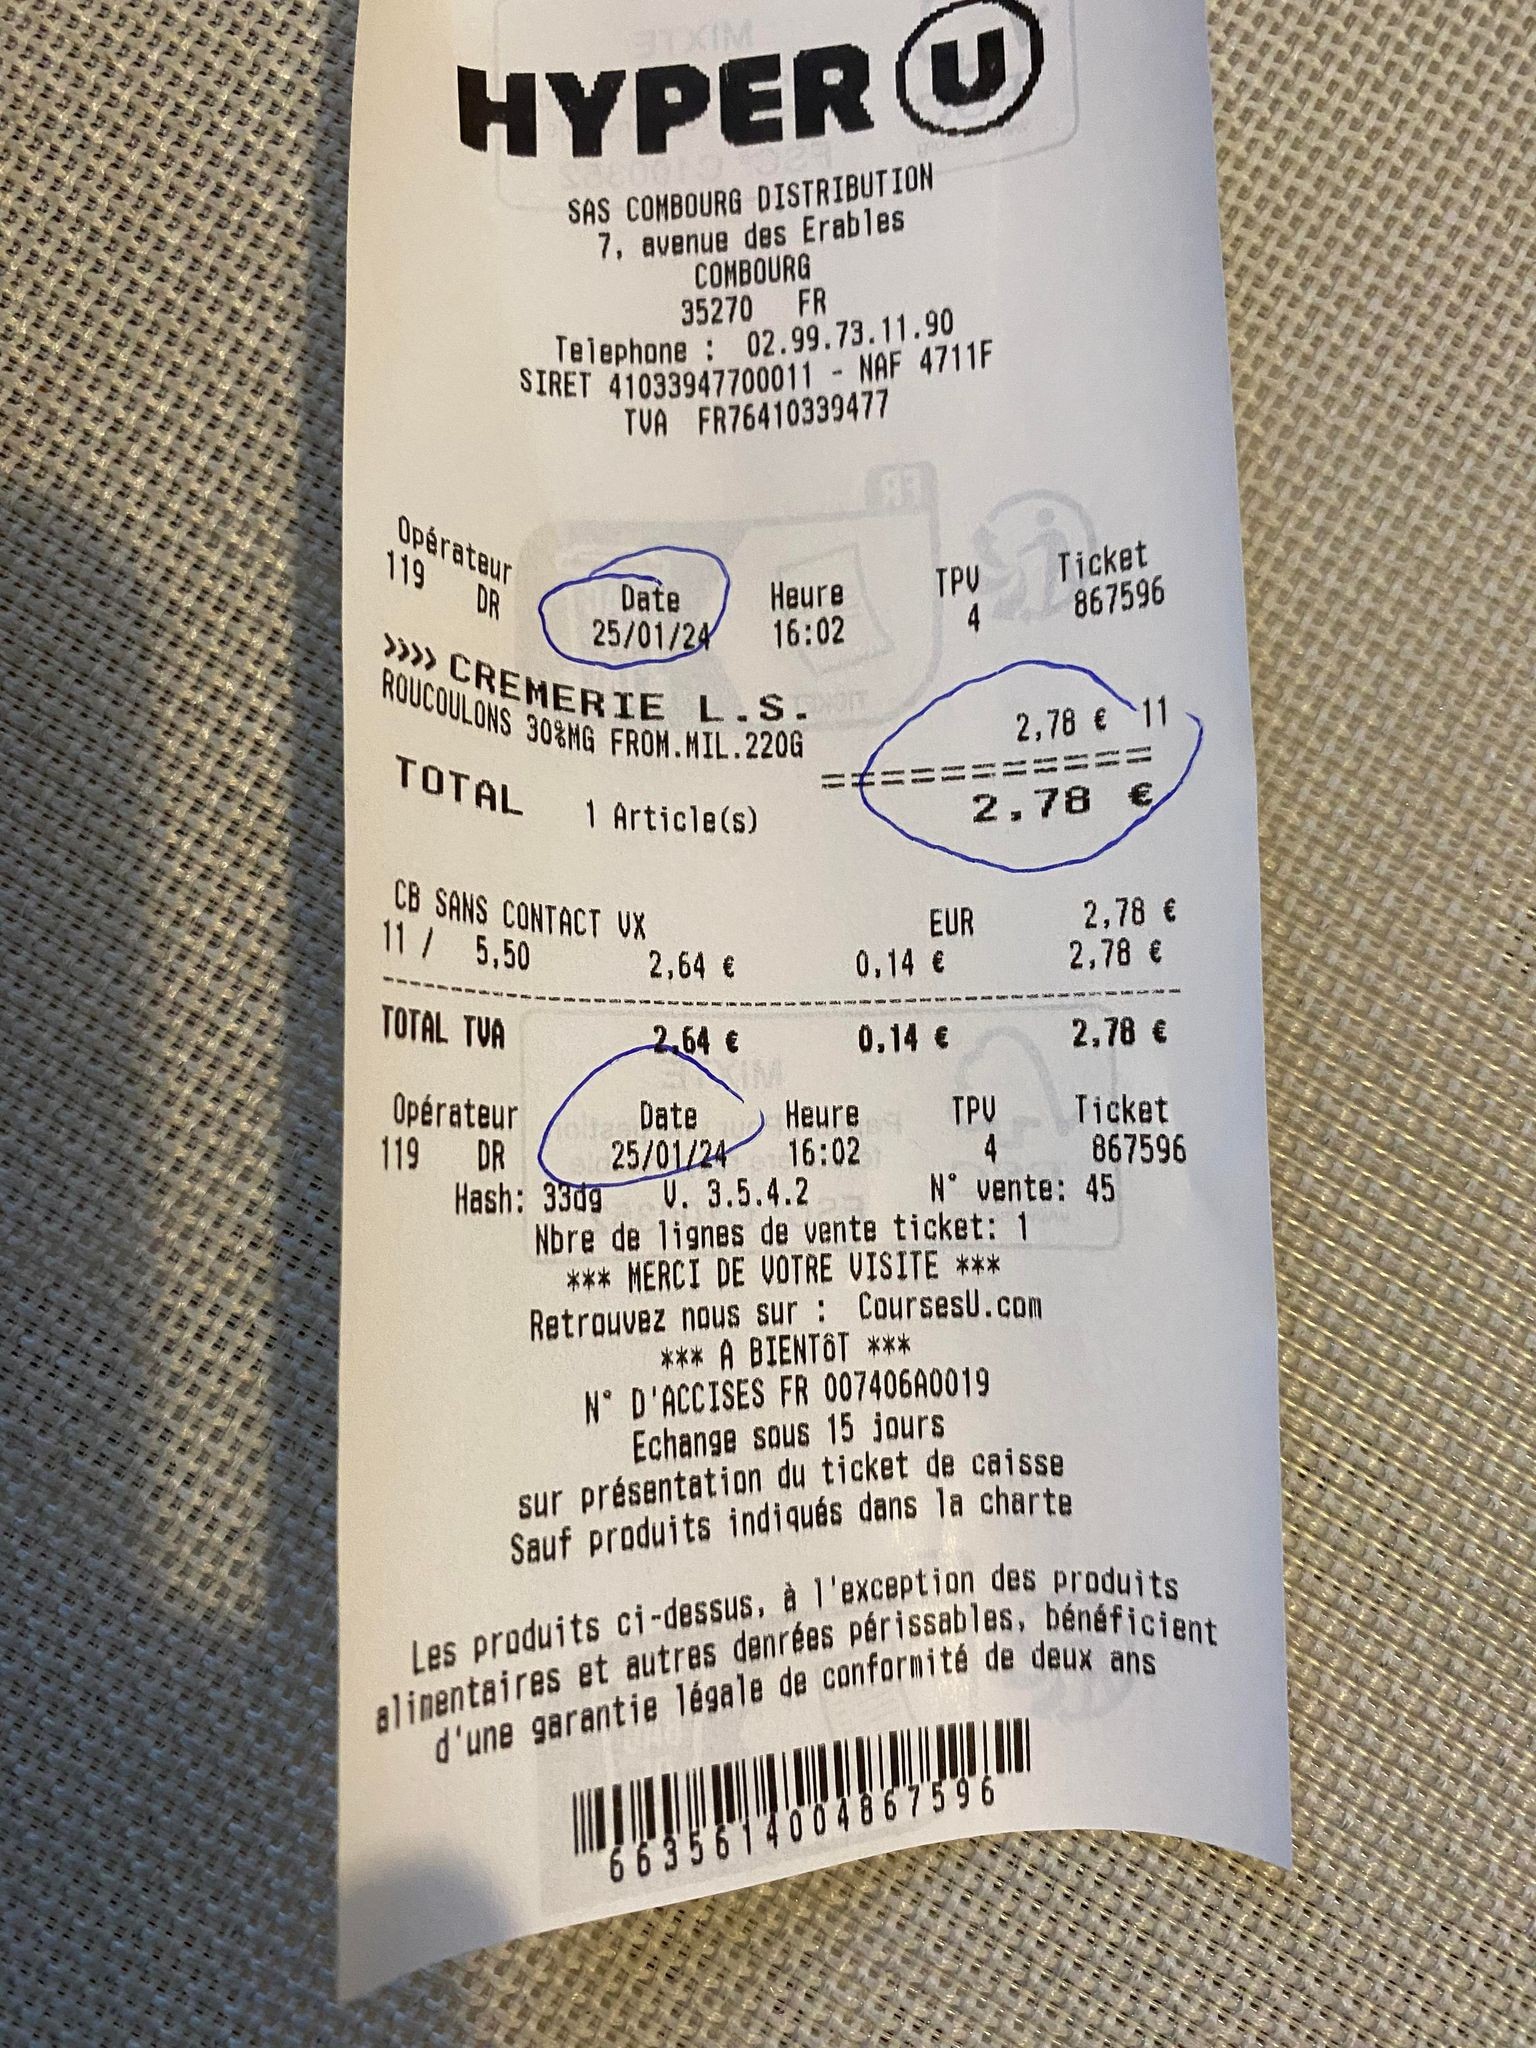 HYPER U
SAS COMBOURG DISTRIBUTION
7, avenue des Erables
COMBOURG
35270 FR
Telephone : 02.99.73.11.90
SIRET 41033947700011 - NAF 4711F
TVA FR76410339477
Opérateur Date Heure TPV Ticket
119 DR 25/01/24 16:02 4 867596
>>>> CREMERIE L.S.
ROUCOULONS 30%MG FROM.MIL.220G 2,78 € 11
===========
TOTAL 1 Article(s) 2,78 €
CB SANS CONTACT VX EUR 2,78 €
11 / 5,50 2,64 € 0,14 € 2,78 €
TOTAL TVA 2,64 € 0,14 € 2,78 €
Opérateur Date Heure TPV Ticket
119 DR 25/01/24 16:02 4 867596
Hash: 33dg V. 3.5.4.2 N° vente: 45
Nbre de lignes de vente ticket: 1
*** MERCI DE VOTRE VISITE ***
Retrouvez nous sur : CoursesU.com
*** A BIENTôT ***
N° D'ACCISES FR 007406A0019
Echange sous 15 jours
sur présentation du ticket de caisse
Sauf produits indiqués dans la charte
Les produits ci-dessus, à l'exception des produits
alimentaires et autres denrées périssables, bénéficient
d'une garantie légale de conformité de deux ans
6635614004867596